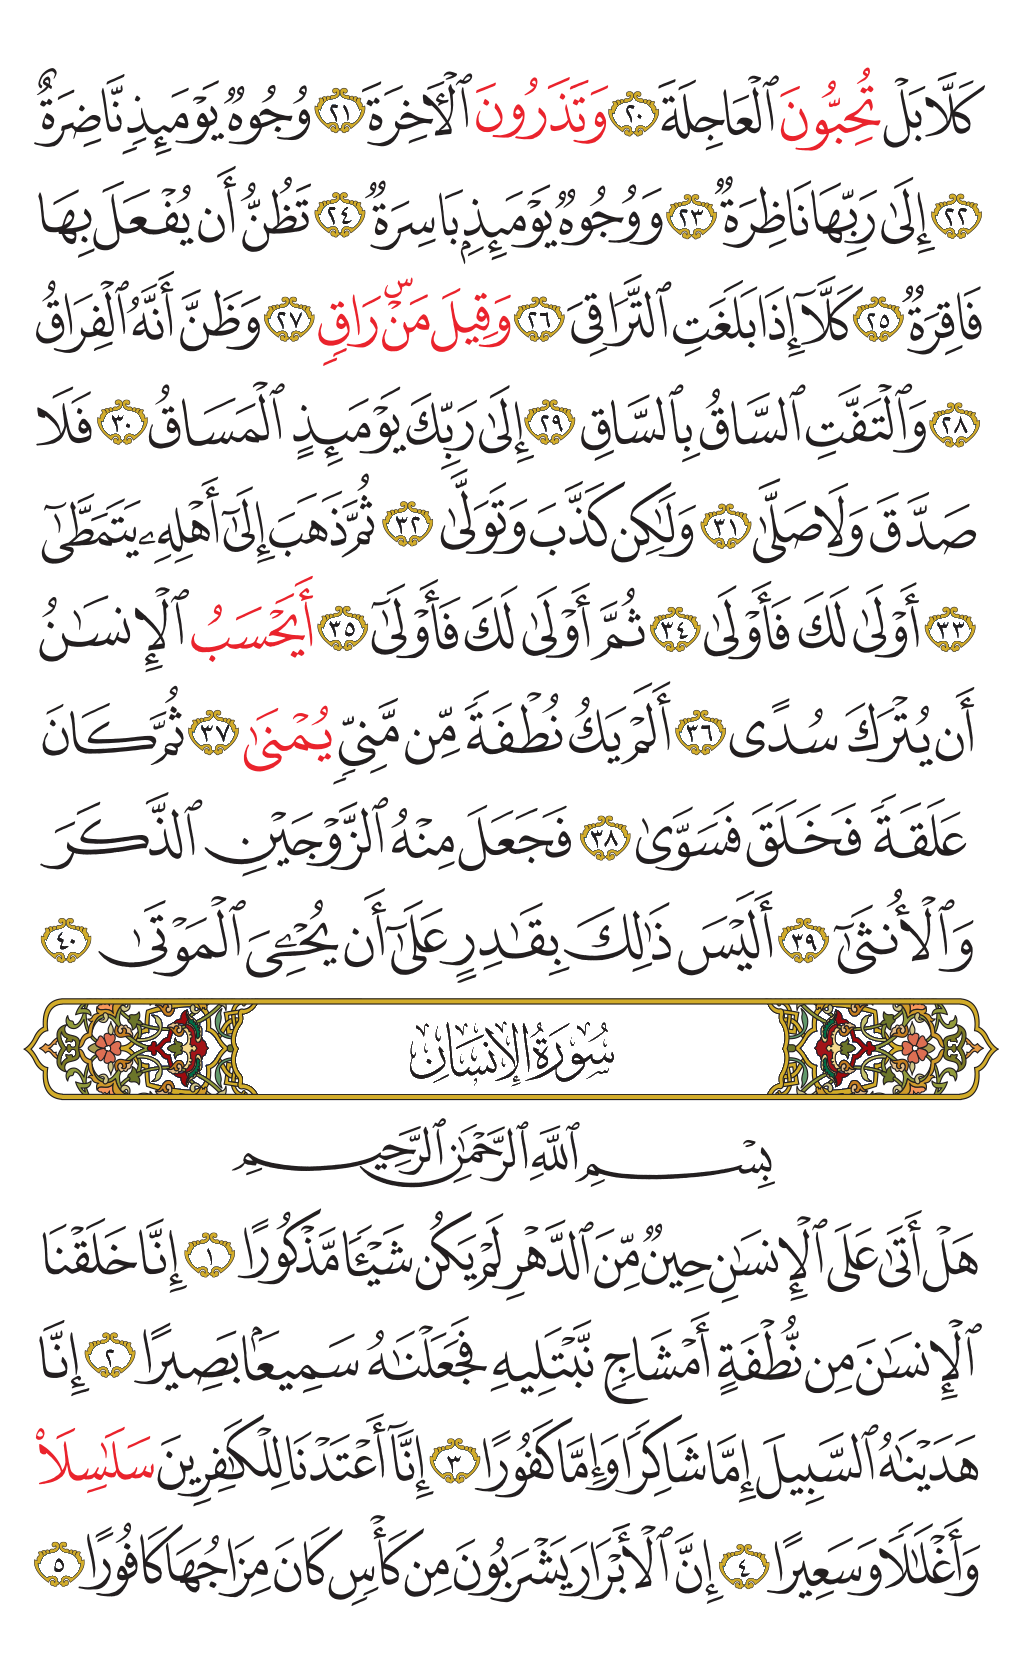 كَلَّا بَلْ تُحِبُّونَ ٱلْعَاجِلَةَ ٢٠ وَتَذَرُونَ ٱلْأَخِرَةَ ٢١ وُجُوهٌ يَوْمَئِذٍ نَّاضِرَةٌ
٢٢ إِلَىٰ رَبِّهَا نَاظِرَةٌ ٢٣ وَوُجُوهٌ يَوْمَئِذِۭ بَاسِرَةٌ ٢٤ تَظُنُّ أَن يُفْعَلَ بِهَا
فَاقِرَةٌ ٢٥ كَلَّآ إِذَا بَلَغَتِ ٱلتَّرَاقِىَ ٢٦ وَقِيلَ مَنْۜ رَاقٍ ٢٧ وَظَنَّ أَنَّهُ ٱلْفِرَاقُ
٢٨ وَٱلْتَفَّتِ ٱلسَّاقُ بِٱلسَّاقِ ٢٩ إِلَىٰ رَبِّكَ يَوْمَئِذٍ ٱلْمَسَاقُ ٣٠ فَلَا
صَدَّقَ وَلَا صَلَّىٰ ٣١ وَلَٰكِن كَذَّبَ وَتَوَلَّىٰ ٣٢ ثُمَّ ذَهَبَ إِلَىٰٓ أَهْلِهِۦ يَتَمَطَّىٰٓ
٣٣ أَوْلَىٰ لَكَ فَأَوْلَىٰ ٣٤ ثُمَّ أَوْلَىٰ لَكَ فَأَوْلَىٰٓ ٣٥ أَيَحْسَبُ ٱلْإِنسَٰنُ
أَن يُتْرَكَ سُدًى ٣٦ أَلَمْ يَكُ نُطْفَةً مِّن مَّنِىٍّ يُمْنَىٰ ٣٧ ثُمَّ كَانَ
عَلَقَةً فَخَلَقَ فَسَوَّىٰ ٣٨ فَجَعَلَ مِنْهُ ٱلزَّوْجَيْنِ ٱلذَّكَرَ
وَٱلْأُنثَىٰٓ ٣٩ أَلَيْسَ ذَٰلِكَ بِقَٰدِرٍ عَلَىٰٓ أَن يُحْـِۧىَ ٱلْمَوْتَىٰ ٤٠
سُورَةُ الإِنسَانِ
بِسْمِ ٱللَّهِ ٱلرَّحْمَٰنِ ٱلرَّحِيمِ
هَلْ أَتَىٰ عَلَى ٱلْإِنسَٰنِ حِينٌ مِّنَ ٱلدَّهْرِ لَمْ يَكُن شَيْـًٔا مَّذْكُورًا ١ إِنَّا خَلَقْنَا
ٱلْإِنسَٰنَ مِن نُّطْفَةٍ أَمْشَاجٍ نَّبْتَلِيهِ فَجَعَلْنَٰهُ سَمِيعَۢا بَصِيرًا ٢ إِنَّا
هَدَيْنَٰهُ ٱلسَّبِيلَ إِمَّا شَاكِرًا وَإِمَّا كَفُورًا ٣ إِنَّآ أَعْتَدْنَا لِلْكَٰفِرِينَ سَلَٰسِلَا۟
وَأَغْلَٰلًا وَسَعِيرًا ٤ إِنَّ ٱلْأَبْرَارَ يَشْرَبُونَ مِن كَأْسٍ كَانَ مِزَاجُهَا كَافُورًا ٥